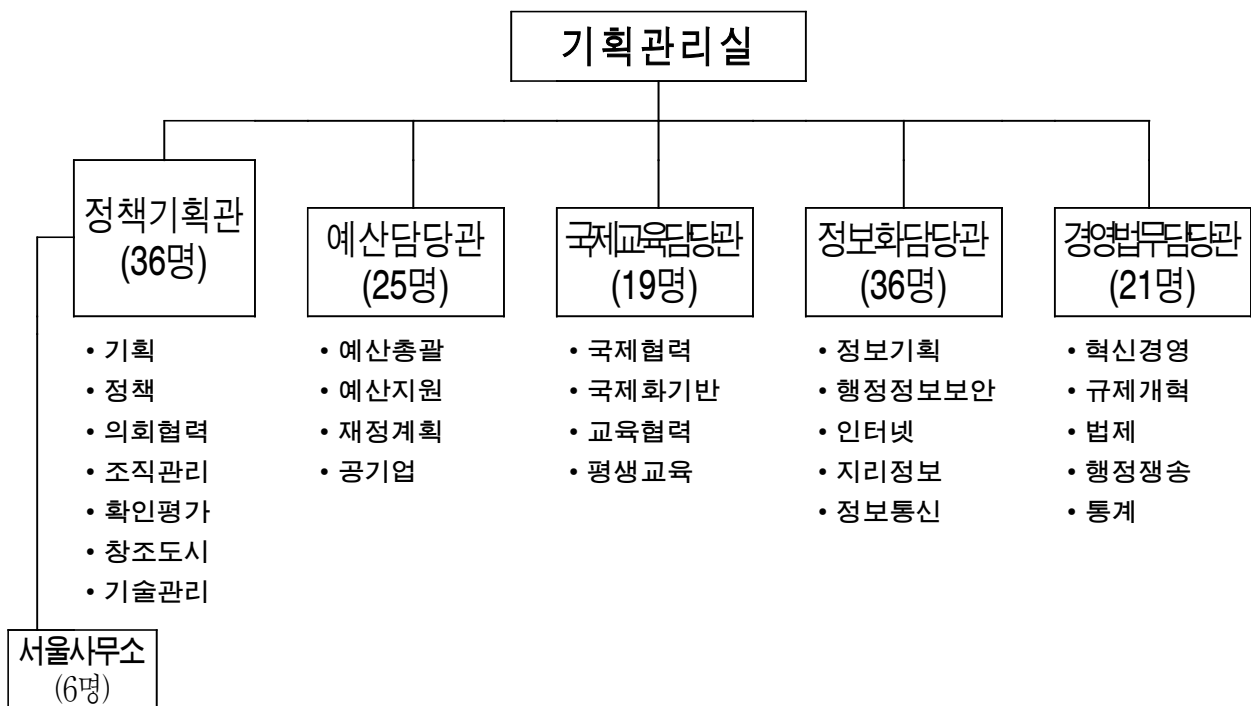 기획관리실
정책기획관
(36명)
예산담당관
(25명)
국제교육담당관
(19명)
정보화담당관
(36명)
경영법무담당관
(21명)
• 기획
• 정책
• 의회협력
• 조직관리
• 확인평가
• 창조도시
• 기술관리
• 예산총괄
• 예산지원
• 재정계획
• 공기업
• 국제협력
• 국제화기반
• 교육협력
• 평생교육
• 정보기획
• 행정정보보안
• 인터넷
• 지리정보
• 정보통신
• 혁신경영
• 규제개혁
• 법제
• 행정쟁송
• 통계
서울사무소
(6명)